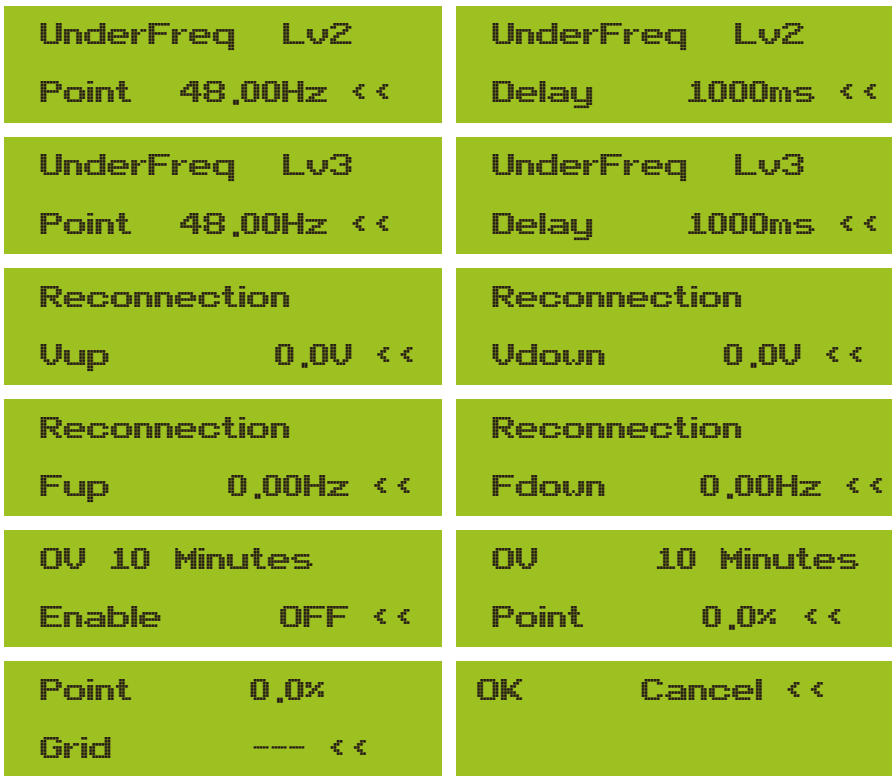 UnderFreq Lv2
Point 48.00Hz <<
UnderFreq Lv2
Delay 1000ms <<
UnderFreq Lv3
Point 48.00Hz <<
UnderFreq Lv3
Delay 1000ms <<
Reconnection
Vup 0.0V <<
Reconnection
Vdown 0.0V <<
Reconnection
Fup 0.00Hz <<
Reconnection
Fdown 0.00Hz <<
OV 10 Minutes
Enable OFF <<
OV 10 Minutes
Point 0.0% <<
Point 0.0%
Grid --- <<
OK Cancel <<